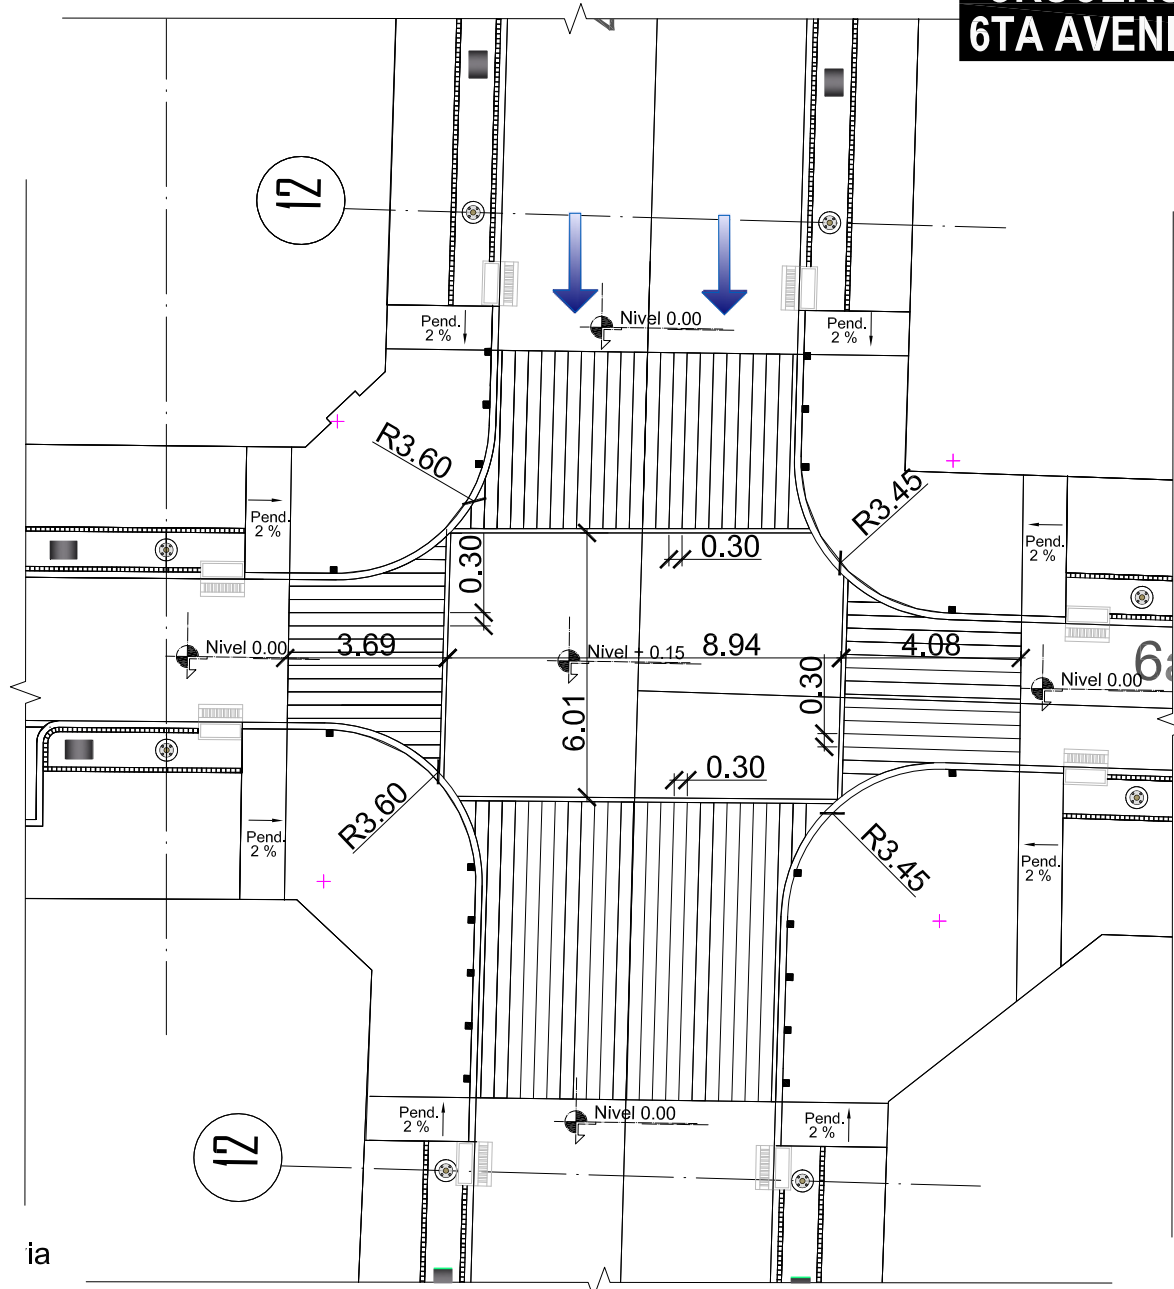 6TA AVENI
12
Nivel 0.00
Pend.
2 %
Pend.
2 %
R3.60
R3.45
Pend.
2 %
0.30
0.30
Pend.
2 %
Nivel 0.00
3.69
Nivel + 0.15
8.94
4.08
Nivel 0.00
6a
6.01
0.30
0.30
R3.60
R3.45
Pend.
2 %
Pend.
2 %
Pend.
2 %
Nivel 0.00
Pend.
2 %
12
ia